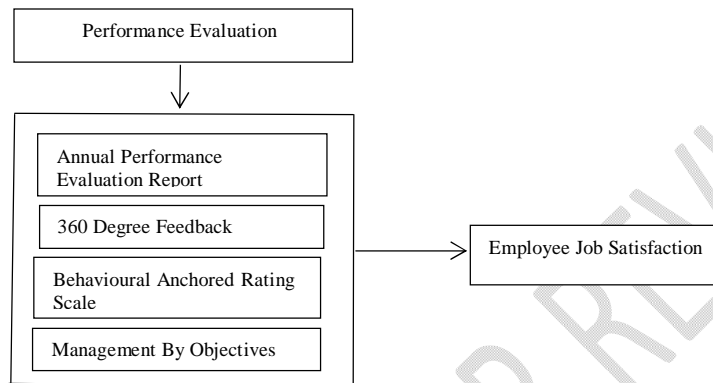 Performance Evaluation
Annual Performance
Evaluation Report
360 Degree Feedback
Behavioural Anchored Rating
Scale
Management By Objectives
Employee Job Satisfaction